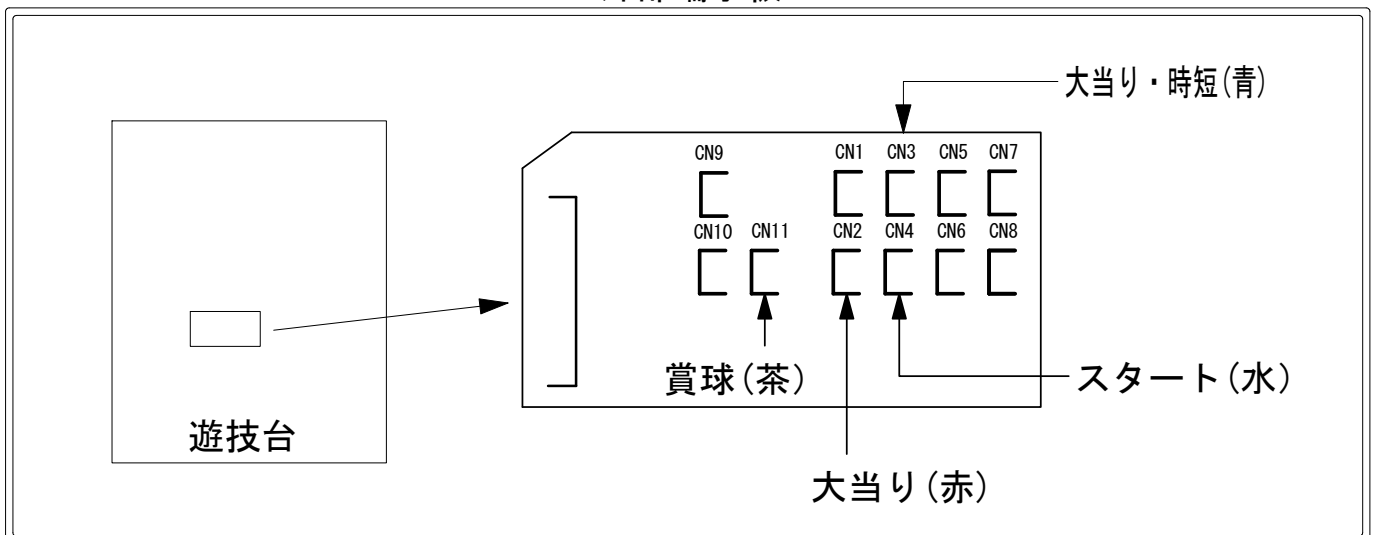 大当り・時短(青)
CN9 CN1 CN3 CN5 CN7
CN10 CN11 CN2 CN4 CN6 CN8
賞球(茶)
スタート(水)
遊技台
大当り(赤)